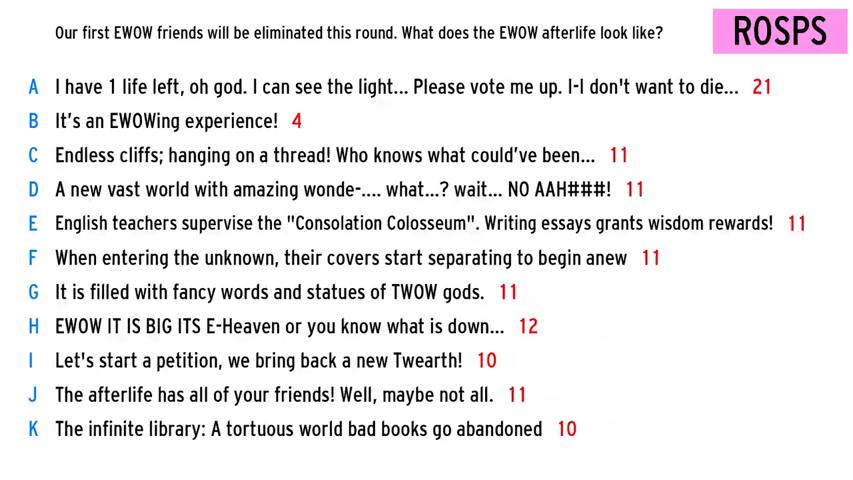 Our first EWOW friends will be eliminated this round. What does the EWOW afterlife look like?
ROSPS
A I have 1 life left, oh god. I can see the light... Please vote me up. I-I don't want to die... 21
B It's an EWOWing experience! 4
C Endless cliffs; hanging on a thread! Who knows what could've been... 11
D A new vast world with amazing wonde-.... what...? wait... NO AAH###! 11
E English teachers supervise the "Consolation Colosseum". Writing essays grants wisdom rewards! 11
F When entering the unknown, their covers start separating to begin anew 11
G It is filled with fancy words and statues of TWOW gods. 11
H EWOW IT IS BIG ITS E-Heaven or you know what is down... 12
I Let's start a petition, we bring back a new Twearth! 10
J The afterlife has all of your friends! Well, maybe not all. 11
K The infinite library: A tortuous world bad books go abandoned 10